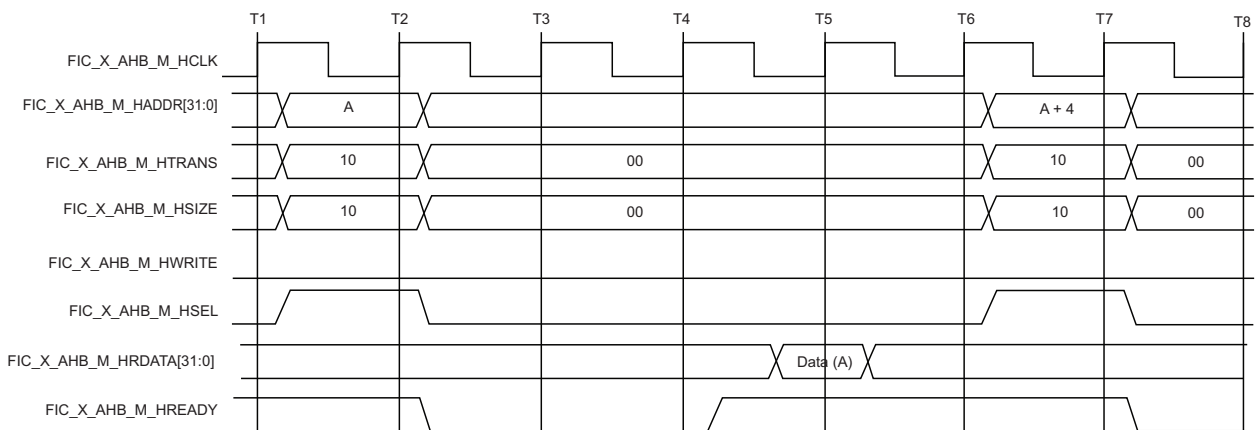 T1 T2 T3 T4 T5 T6 T7 T8
FIC_X_AHB_M_HCLK
FIC_X_AHB_M_HADDR[31:0] A A + 4
FIC_X_AHB_M_HTRANS 10 00 10 00
FIC_X_AHB_M_HSIZE 10 00 10 00
FIC_X_AHB_M_HWRITE
FIC_X_AHB_M_HSEL
FIC_X_AHB_M_HRDATA[31:0] Data (A)
FIC_X_AHB_M_HREADY